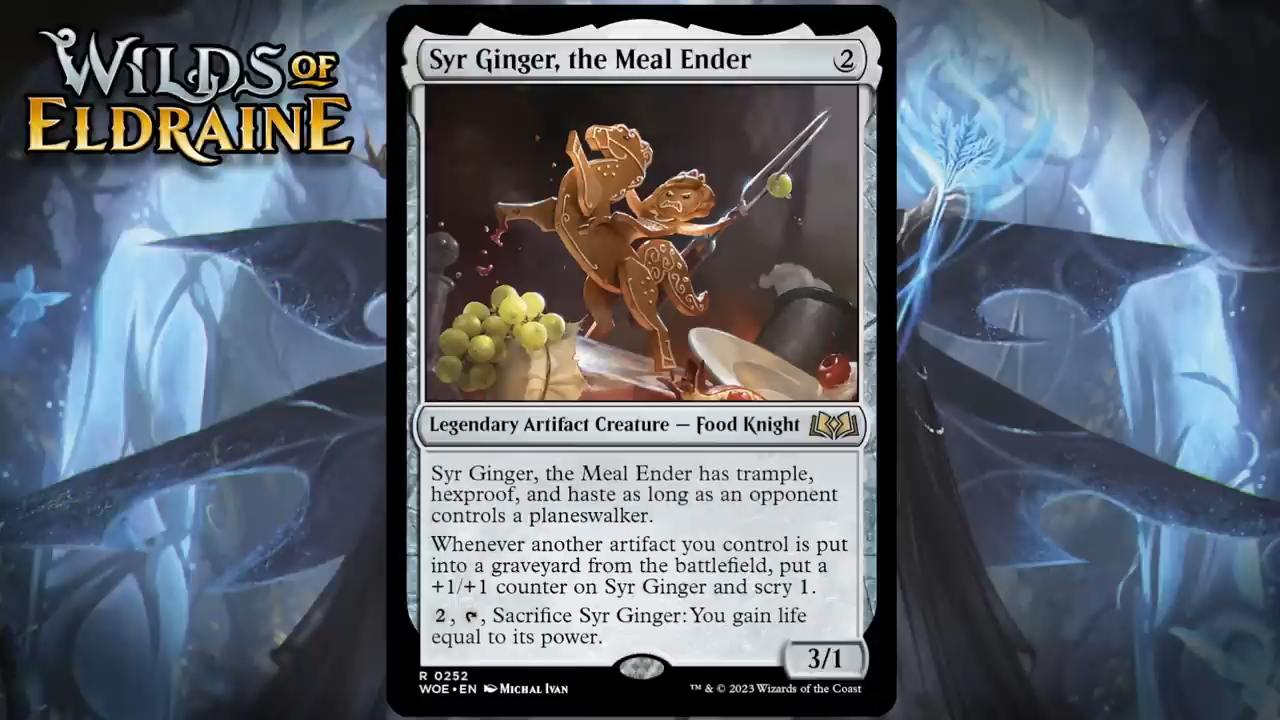 WILDS OF
ELDRAINE
Syr Ginger, the Meal Ender 2
Legendary Artifact Creature — Food Knight
Syr Ginger, the Meal Ender has trample,
hexproof, and haste as long as an opponent
controls a planeswalker.
Whenever another artifact you control is put
into a graveyard from the battlefield, put a
+1/+1 counter on Syr Ginger and scry 1.
2, , Sacrifice Syr Ginger: You gain life
equal to its power.
3/1
R 0252
WOE • EN Michal Ivan
™ & © 2023 Wizards of the Coast